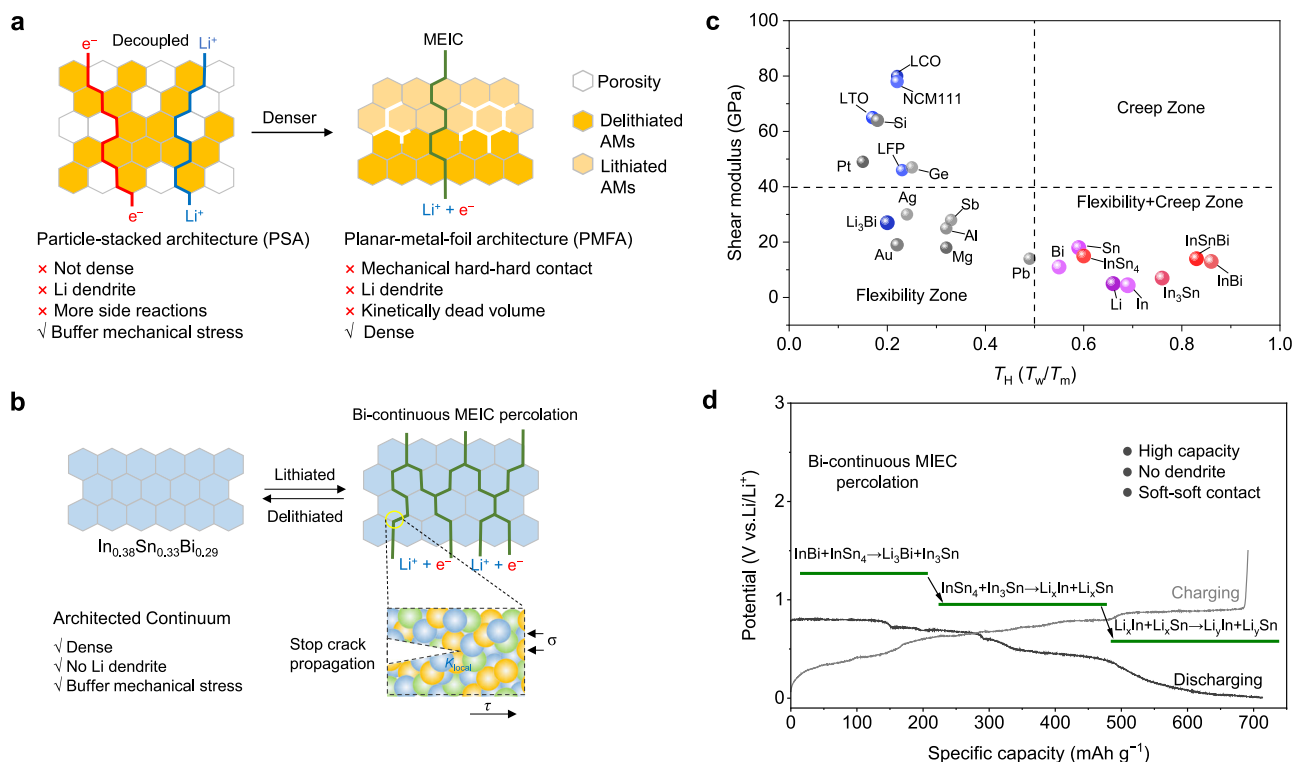 a
e⁻
Decoupled
Li⁺
e⁻
Li⁺
Denser
MEIC
Li⁺ + e⁻
Porosity
Delithiated
AMs
Lithiated
AMs
Particle-stacked architecture (PSA)
× Not dense
× Li dendrite
× More side reactions
√ Buffer mechanical stress
Planar-metal-foil architecture (PMFA)
× Mechanical hard-hard contact
× Li dendrite
× Kinetically dead volume
√ Dense
b
Bi-continuous MEIC percolation
Lithiated
Delithiated
In₀.₃₈Sn₀.₃₃Bi₀.₂₉
Li⁺ + e⁻ Li⁺ + e⁻
Architected Continuum
√ Dense
√ No Li dendrite
√ Buffer mechanical stress
Stop crack
propagation
K_local
σ
τ
c
Shear modulus (GPa)
100
80
60
40
20
0
0.0 0.2 0.4 0.6 0.8 1.0
T_H (T_w/T_m)
LCO
NCM111
LTO
Si
LFP
Pt
Ge
Creep Zone
Ag
Sb
Li₃Bi
Al
Au
Mg
Pb
Flexibility Zone
Flexibility+Creep Zone
Bi
Sn
InSn₄
InSnBi
InBi
Li
In
In₃Sn
d
Potential (V vs.Li/Li⁺)
3
2
1
0
0 100 200 300 400 500 600 700
Specific capacity (mAh g⁻¹)
Bi-continuous MIEC
percolation
High capacity
No dendrite
Soft-soft contact
InBi+InSn₄→Li₃Bi+In₃Sn
InSn₄+In₃Sn→LiₓIn+LiₓSn
LiₓIn+LiₓSn→Li_yIn+Li_ySn
Charging
Discharging